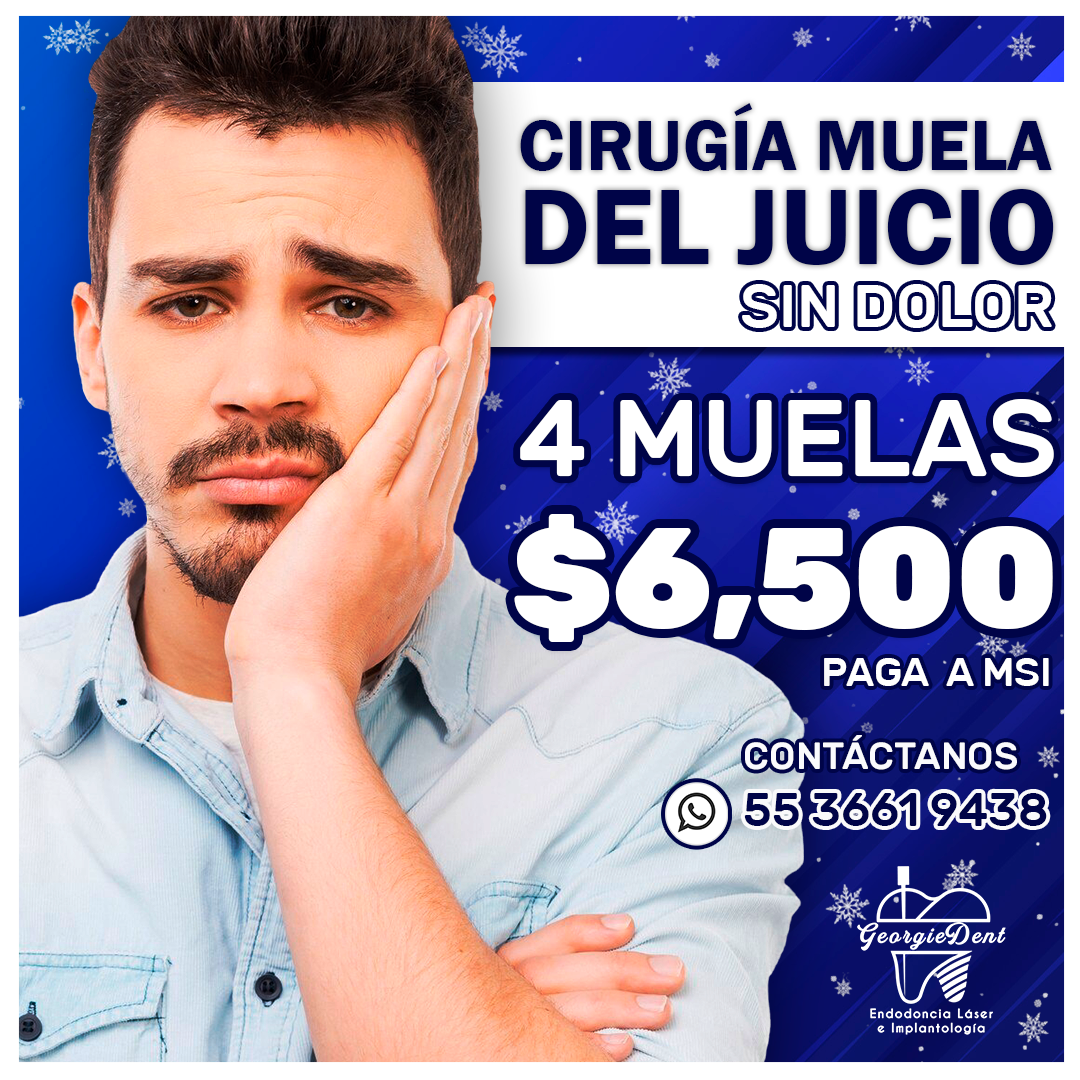 CIRUGÍA MUELA
DEL JUICIO
SIN DOLOR
4 MUELAS
$6,500
PAGA A MSI
CONTÁCTANOS
55 3661 9438
GeorgieDent
Endodoncia Láser
e Implantología